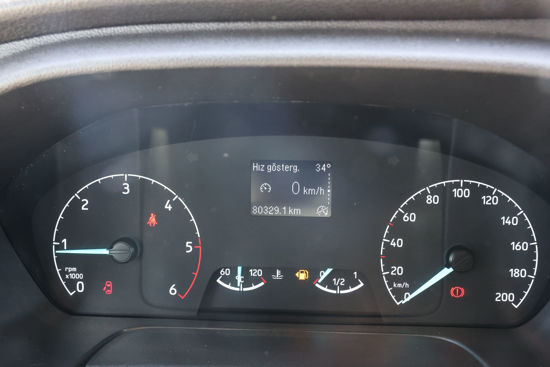 Hız gösterg. 34°
0 km/h
80329.1 km
0 1 2 3 4 5 6
rpm
x1000
60 120
°C
0 1/2 1
0 20 40 60 80 100 120 140 160 180 200
km/h